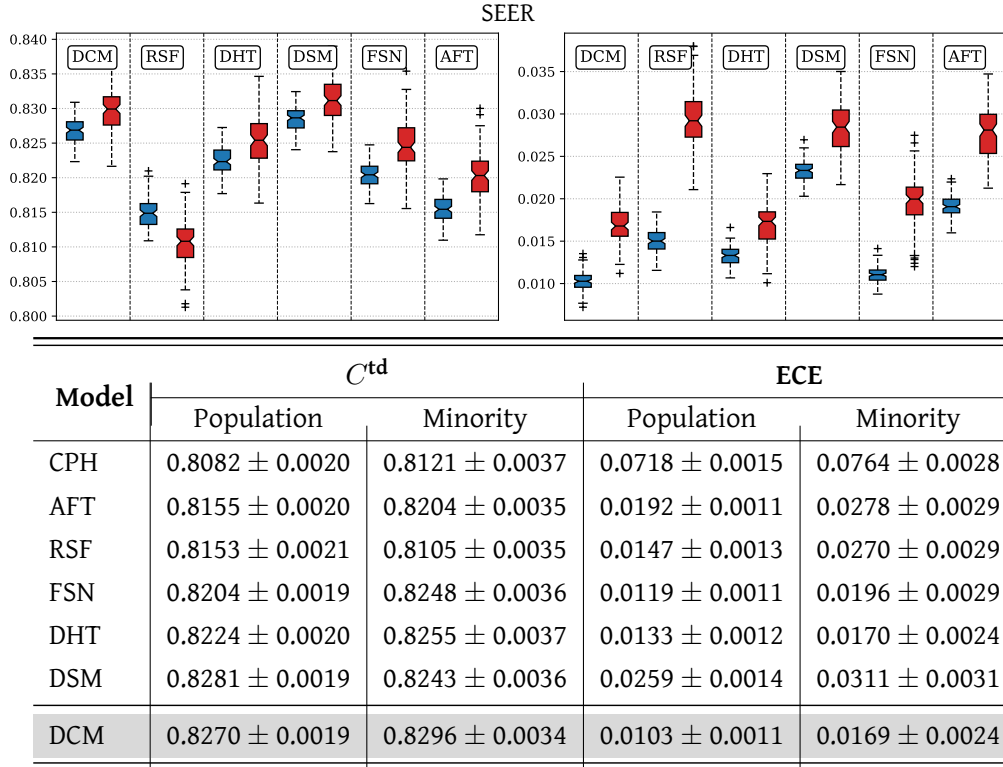 SEER
DCM RSF DHT DSM FSN AFT
0.840
0.835
0.830
0.825
0.820
0.815
0.810
0.805
0.800
DCM RSF DHT DSM FSN AFT
0.035
0.030
0.025
0.020
0.015
0.010
Model C^td ECE
Population Minority Population Minority
CPH 0.8082 ± 0.0020 0.8121 ± 0.0037 0.0718 ± 0.0015 0.0764 ± 0.0028
AFT 0.8155 ± 0.0020 0.8204 ± 0.0035 0.0192 ± 0.0011 0.0278 ± 0.0029
RSF 0.8153 ± 0.0021 0.8105 ± 0.0035 0.0147 ± 0.0013 0.0270 ± 0.0029
FSN 0.8204 ± 0.0019 0.8248 ± 0.0036 0.0119 ± 0.0011 0.0196 ± 0.0029
DHT 0.8224 ± 0.0020 0.8255 ± 0.0037 0.0133 ± 0.0012 0.0170 ± 0.0024
DSM 0.8281 ± 0.0019 0.8243 ± 0.0036 0.0259 ± 0.0014 0.0311 ± 0.0031
DCM 0.8270 ± 0.0019 0.8296 ± 0.0034 0.0103 ± 0.0011 0.0169 ± 0.0024